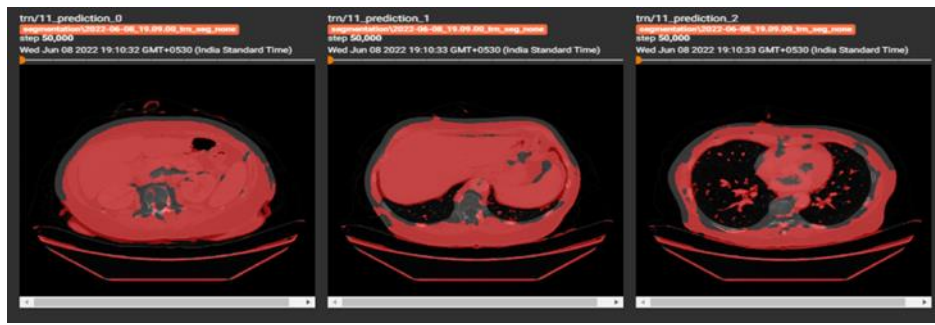 trn/11_prediction_0
segmentation\2022-06-08_19.09.00_trn_seg_none
step 50,000
Wed Jun 08 2022 19:10:32 GMT+0530 (India Standard Time)
trn/11_prediction_1
segmentation\2022-06-08_19.09.00_trn_seg_none
step 50,000
Wed Jun 08 2022 19:10:33 GMT+0530 (India Standard Time)
trn/11_prediction_2
segmentation\2022-06-08_19.09.00_trn_seg_none
step 50,000
Wed Jun 08 2022 19:10:33 GMT+0530 (India Standard Time)